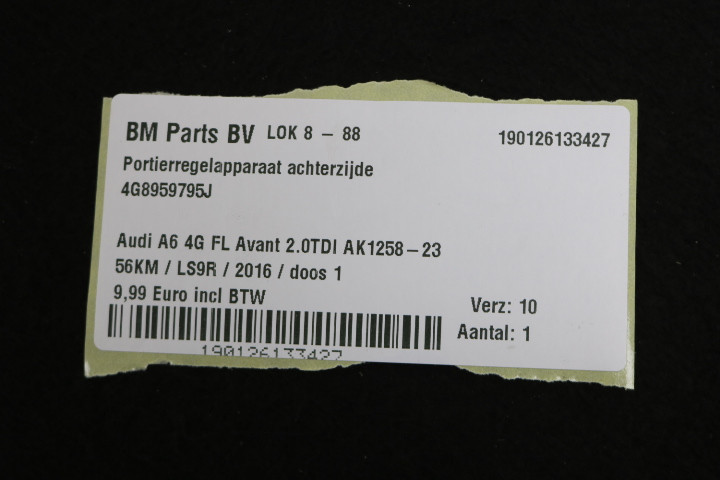 BM Parts BV LOK 8 - 88 190126133427
Portierregelapparaat achterzijde
4G8959795J
Audi A6 4G FL Avant 2.0TDI AK1258-23
56KM / LS9R / 2016 / doos 1
9,99 Euro incl BTW
Verz: 10
Aantal: 1
190126133427